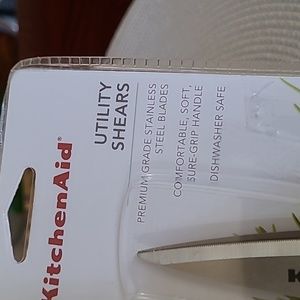 KitchenAid®
UTILITY
SHEARS
PREMIUM GRADE STAINLESS
STEEL BLADES
COMFORTABLE, SOFT,
SURE-GRIP HANDLE
DISHWASHER SAFE
K